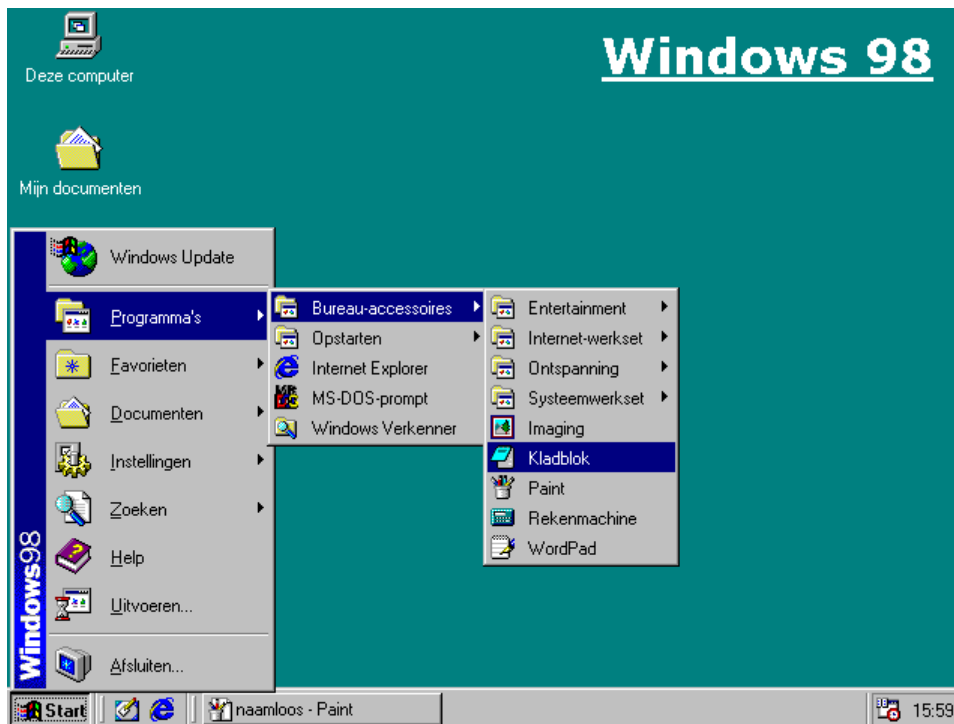 Windows 98
Deze computer
Mijn documenten
Windows Update
Programma's
Favorieten
Documenten
Instellingen
Zoeken
Help
Uitvoeren...
Afsluiten...
Windows98
Bureau-accessoires
Opstarten
Internet Explorer
MS-DOS-prompt
Windows Verkenner
Entertainment
Internet-werkset
Ontspanning
Systeemwerkset
Imaging
Kladblok
Paint
Rekenmachine
WordPad
Start
naamloos - Paint
15:59